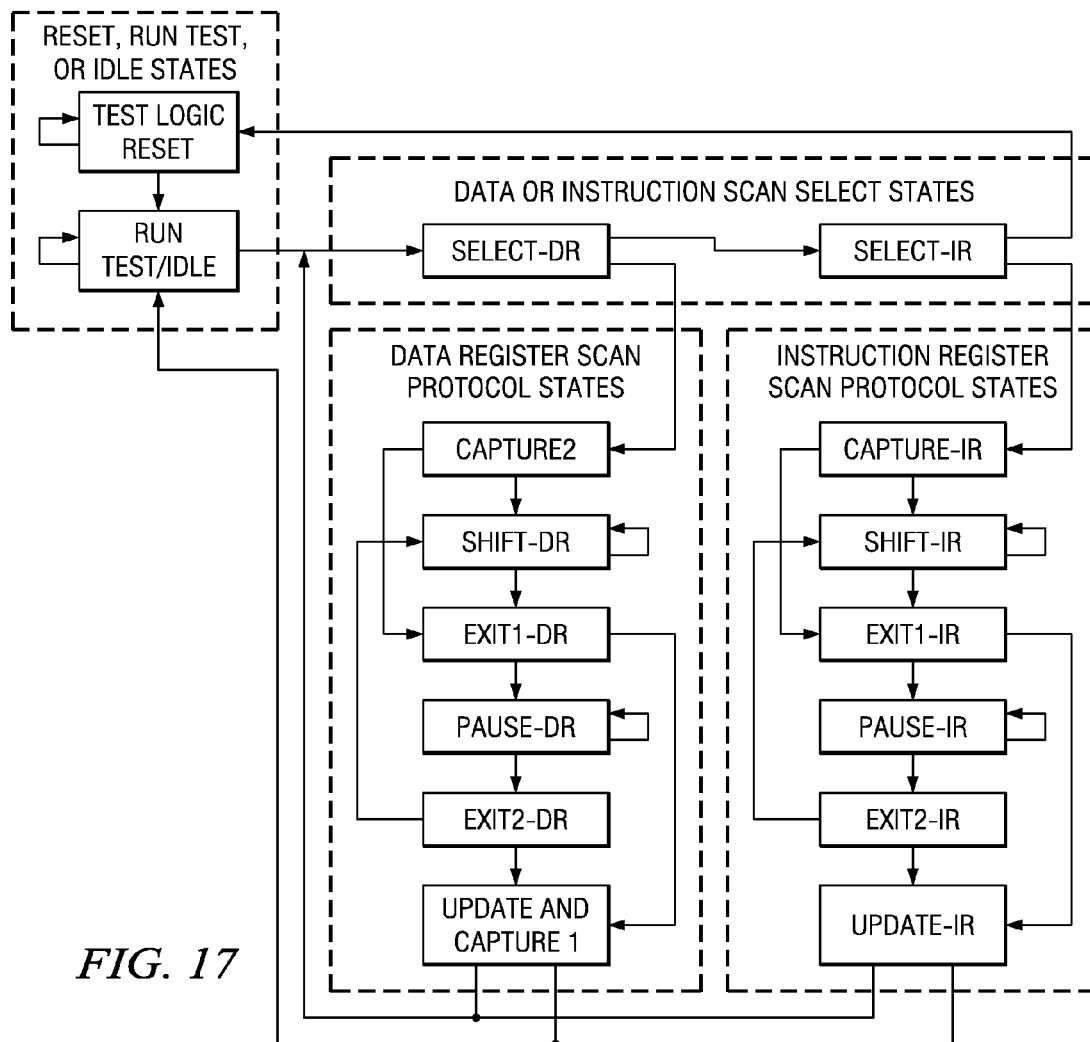 RESET, RUN TEST,
OR IDLE STATES
TEST LOGIC
RESET
RUN
TEST/IDLE
DATA OR INSTRUCTION SCAN SELECT STATES
SELECT-DR
SELECT-IR
DATA REGISTER SCAN
PROTOCOL STATES
CAPTURE2
SHIFT-DR
EXIT1-DR
PAUSE-DR
EXIT2-DR
UPDATE AND
CAPTURE 1
INSTRUCTION REGISTER
SCAN PROTOCOL STATES
CAPTURE-IR
SHIFT-IR
EXIT1-IR
PAUSE-IR
EXIT2-IR
UPDATE-IR
FIG. 17